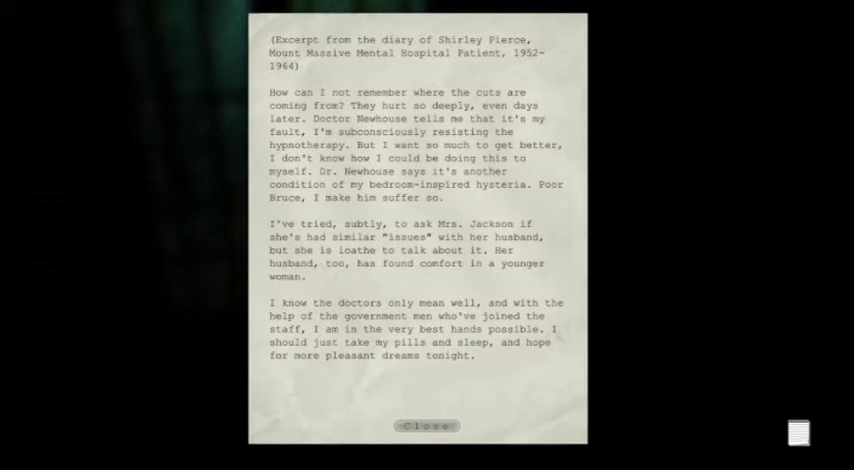 (Excerpt from the diary of Shirley Pierce,
Mount Massive Mental Hospital Patient, 1952-
1964)
How can I not remember where the cuts are
coming from? They hurt so deeply, even days
later. Doctor Newhouse tells me that it's my
fault, I'm subconsciously resisting the
hypnotherapy. But I want so much to get better,
I don't know how I could be doing this to
myself. Dr. Newhouse says it's another
condition of my bedroom-inspired hysteria. Poor
Bruce, I make him suffer so.
I've tried, subtly, to ask Mrs. Jackson if
she's had similar "issues" with her husband,
but she is loathe to talk about it. Her
husband, too, has found comfort in a younger
woman.
I know the doctors only mean well, and with the
help of the government men who've joined the
staff, I am in the very best hands possible. I
should just take my pills and sleep, and hope
for more pleasant dreams tonight.
Close